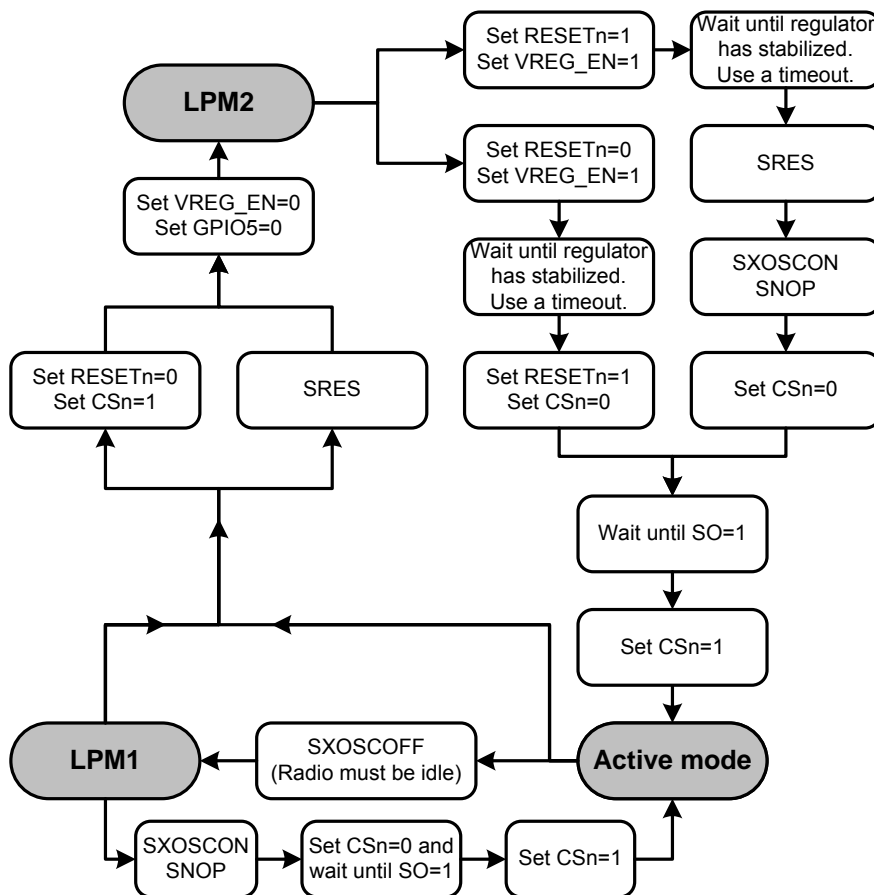 Set RESETn=1
Set VREG_EN=1
Wait until regulator
has stabilized.
Use a timeout.
LPM2
Set RESETn=0
Set VREG_EN=1
SRES
Set VREG_EN=0
Set GPIO5=0
Wait until regulator
has stabilized.
Use a timeout.
SXOSCON
SNOP
Set RESETn=0
Set CSn=1
SRES
Set RESETn=1
Set CSn=0
Set CSn=0
Wait until SO=1
Set CSn=1
LPM1
SXOSCOFF
(Radio must be idle)
Active mode
SXOSCON
SNOP
Set CSn=0 and
wait until SO=1
Set CSn=1